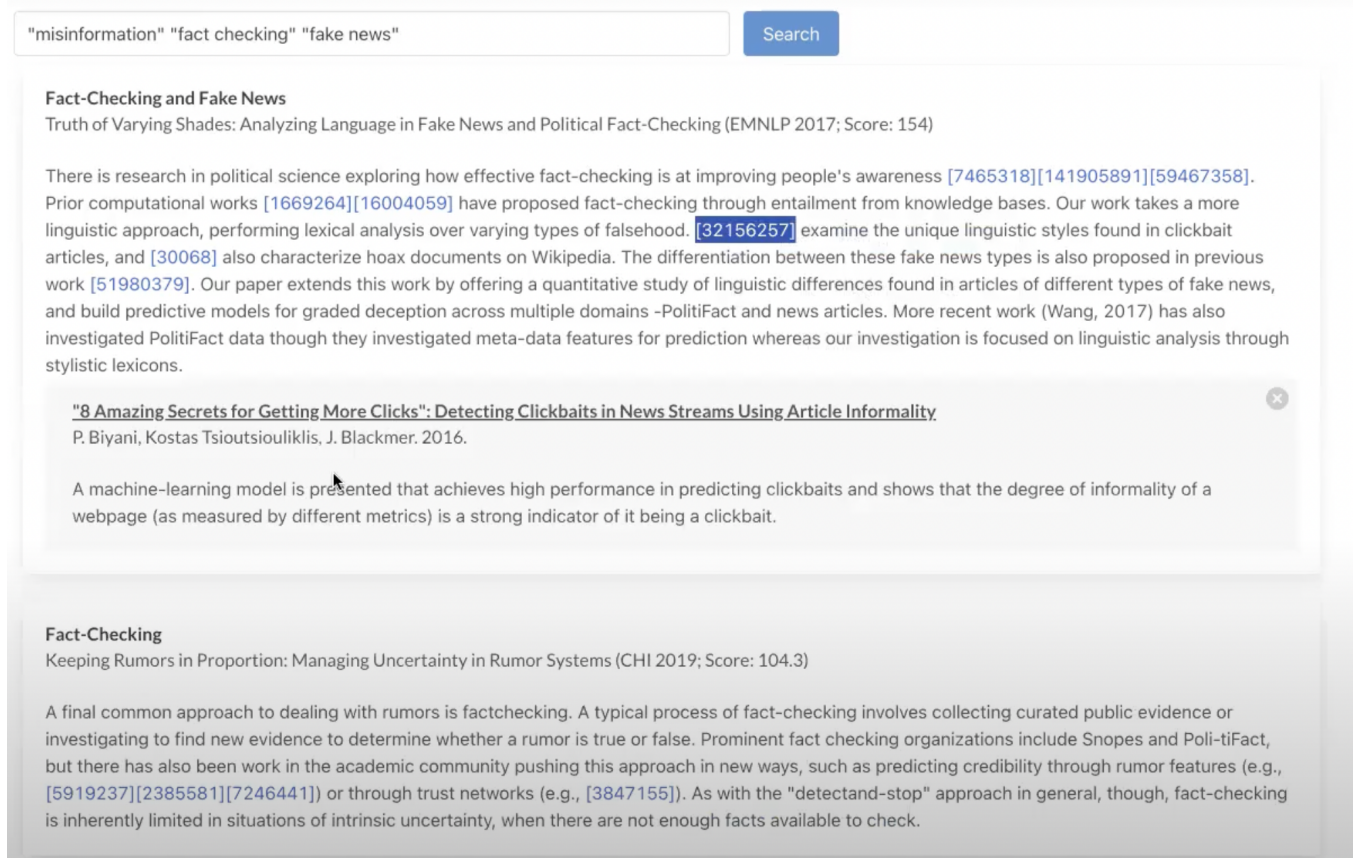 "misinformation" "fact checking" "fake news"
Search
Fact-Checking and Fake News
Truth of Varying Shades: Analyzing Language in Fake News and Political Fact-Checking (EMNLP 2017; Score: 154)
There is research in political science exploring how effective fact-checking is at improving people's awareness [7465318][141905891][59467358].
Prior computational works [1669264][16004059] have proposed fact-checking through entailment from knowledge bases. Our work takes a more
linguistic approach, performing lexical analysis over varying types of falsehood. [32156257] examine the unique linguistic styles found in clickbait
articles, and [30068] also characterize hoax documents on Wikipedia. The differentiation between these fake news types is also proposed in previous
work [51980379]. Our paper extends this work by offering a quantitative study of linguistic differences found in articles of different types of fake news,
and build predictive models for graded deception across multiple domains -PolitiFact and news articles. More recent work (Wang, 2017) has also
investigated PolitiFact data though they investigated meta-data features for prediction whereas our investigation is focused on linguistic analysis through
stylistic lexicons.
"8 Amazing Secrets for Getting More Clicks": Detecting Clickbaits in News Streams Using Article Informality
P. Biyani, Kostas Tsioutsiouliklis, J. Blackmer. 2016.
A machine-learning model is presented that achieves high performance in predicting clickbaits and shows that the degree of informality of a
webpage (as measured by different metrics) is a strong indicator of it being a clickbait.
Fact-Checking
Keeping Rumors in Proportion: Managing Uncertainty in Rumor Systems (CHI 2019; Score: 104.3)
A final common approach to dealing with rumors is factchecking. A typical process of fact-checking involves collecting curated public evidence or
investigating to find new evidence to determine whether a rumor is true or false. Prominent fact checking organizations include Snopes and Poli-tiFact,
but there has also been work in the academic community pushing this approach in new ways, such as predicting credibility through rumor features (e.g.,
[5919237][2385581][7246441]) or through trust networks (e.g., [3847155]). As with the "detectand-stop" approach in general, though, fact-checking
is inherently limited in situations of intrinsic uncertainty, when there are not enough facts available to check.